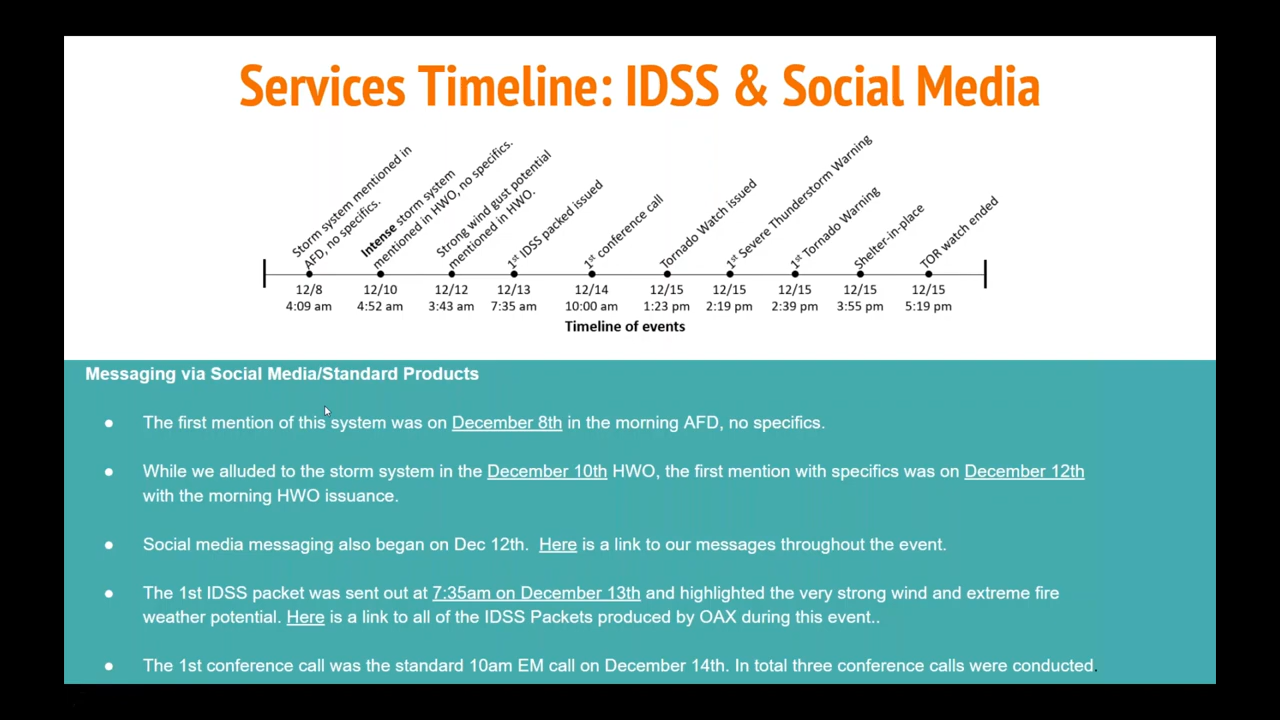 Services Timeline: IDSS & Social Media
Storm system mentioned in
AFD, no specifics.
Intense storm system
mentioned in HWO, no specifics.
Strong wind gust potential
mentioned in HWO.
1st IDSS packed issued
1st conference call
Tornado Watch issued
1st Severe Thunderstorm Warning
1st Tornado Warning
Shelter-in-place
TOR watch ended
12/8 12/10 12/12 12/13 12/14 12/15 12/15 12/15 12/15 12/15
4:09 am 4:52 am 3:43 am 7:35 am 10:00 am 1:23 pm 2:19 pm 2:39 pm 3:55 pm 5:19 pm
Timeline of events
Messaging via Social Media/Standard Products
● The first mention of this system was on December 8th in the morning AFD, no specifics.
● While we alluded to the storm system in the December 10th HWO, the first mention with specifics was on December 12th
with the morning HWO issuance.
● Social media messaging also began on Dec 12th. Here is a link to our messages throughout the event.
● The 1st IDSS packet was sent out at 7:35am on December 13th and highlighted the very strong wind and extreme fire
weather potential. Here is a link to all of the IDSS Packets produced by OAX during this event..
● The 1st conference call was the standard 10am EM call on December 14th. In total three conference calls were conducted.